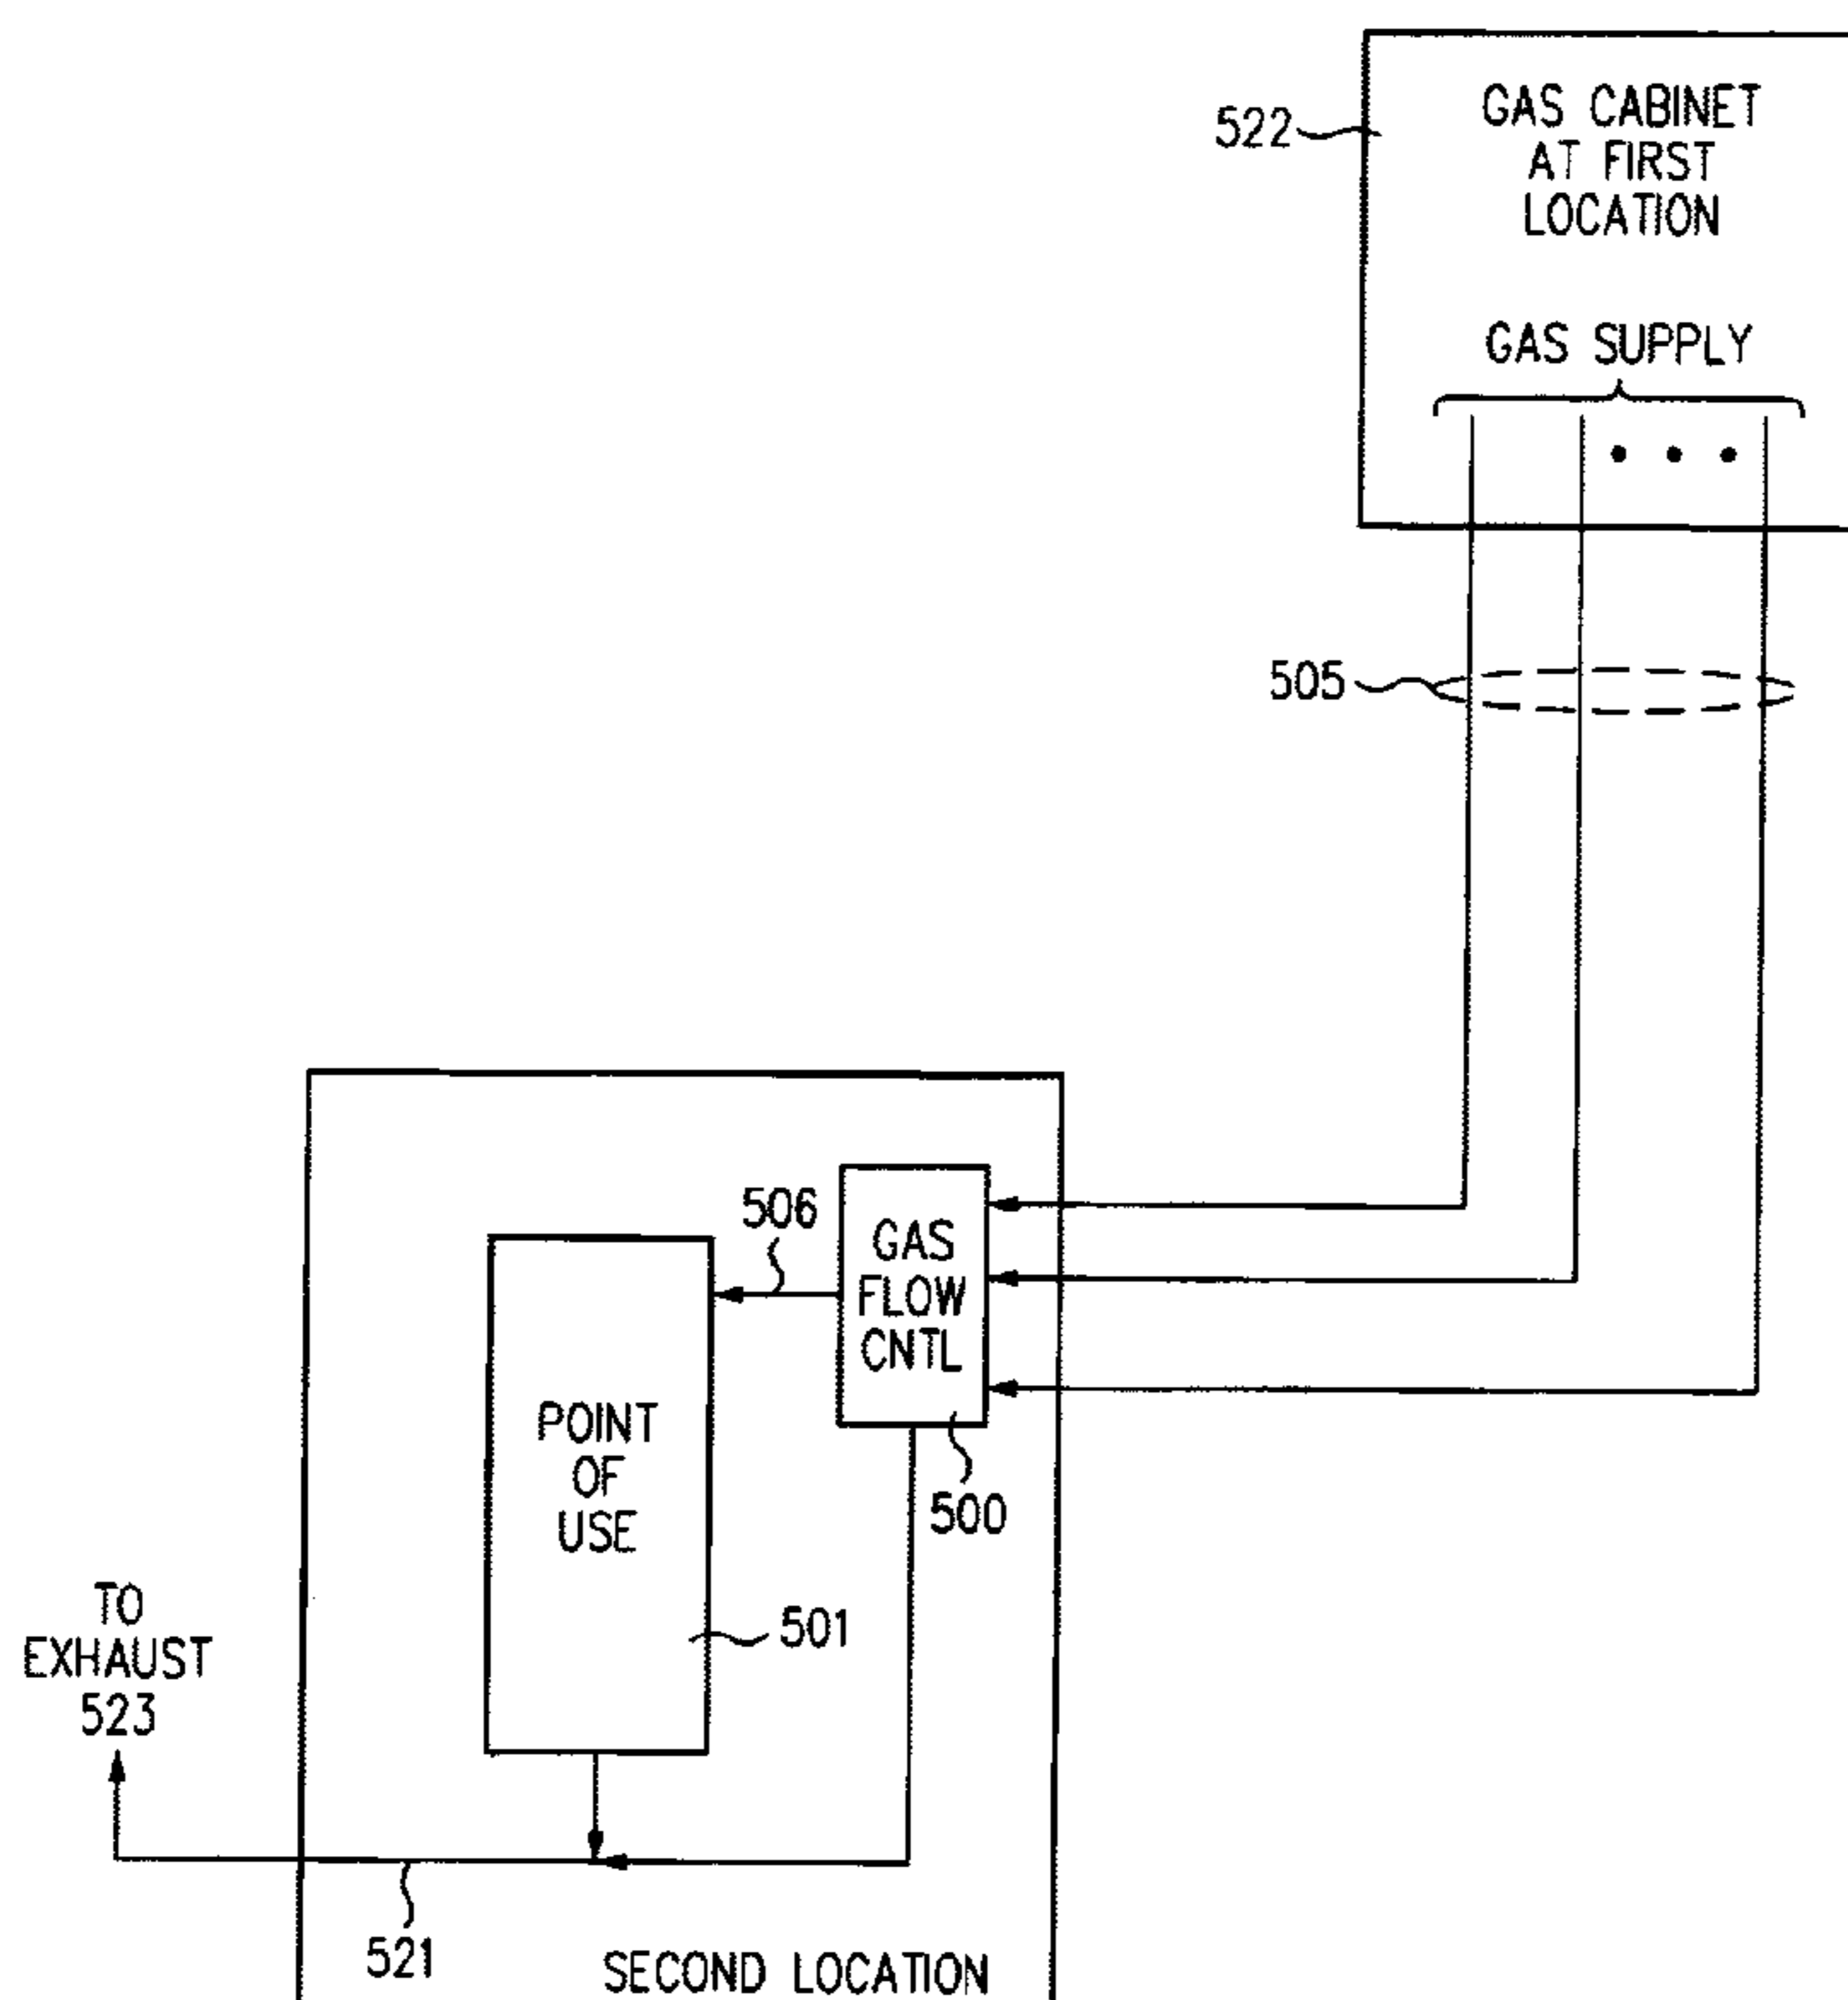 522
GAS CABINET
AT FIRST
LOCATION
GAS SUPPLY
505
506
GAS
FLOW
CNTL
500
POINT
OF
USE
501
TO
EXHAUST
523
521
SECOND LOCATION